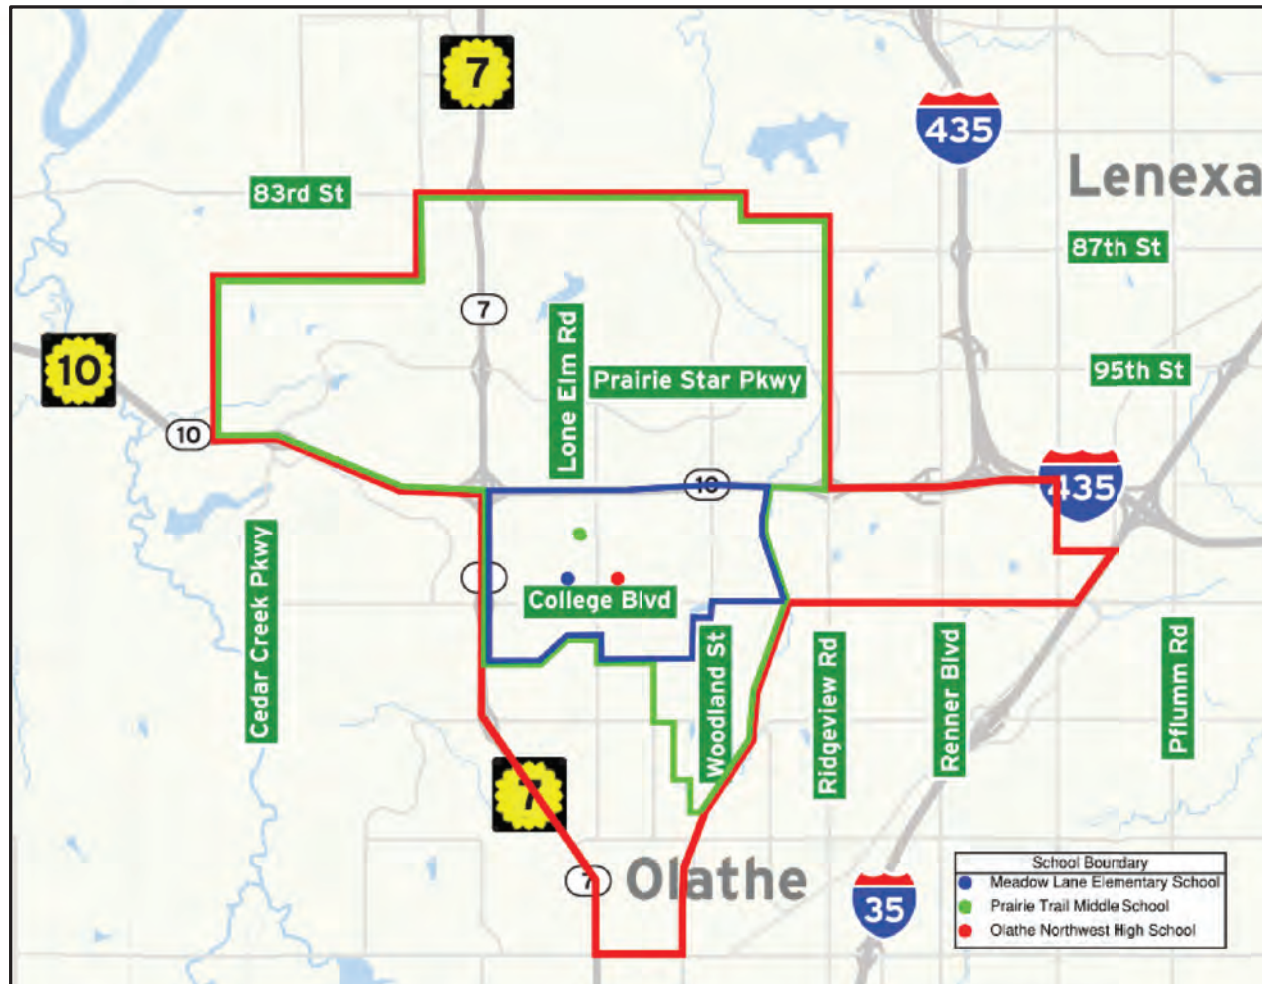 7
435
Lenexa
83rd St
87th St
7
10
Lone Elm Rd
Prairie Star Pkwy
95th St
10
10
435
Cedar Creek Pkwy
College Blvd
Woodland St
Ridgeview Rd
Renner Blvd
Pflumm Rd
7
7
Olathe
35
School Boundary
Meadow Lane Elementary School
Prairie Trail Middle School
Olathe Northwest High School